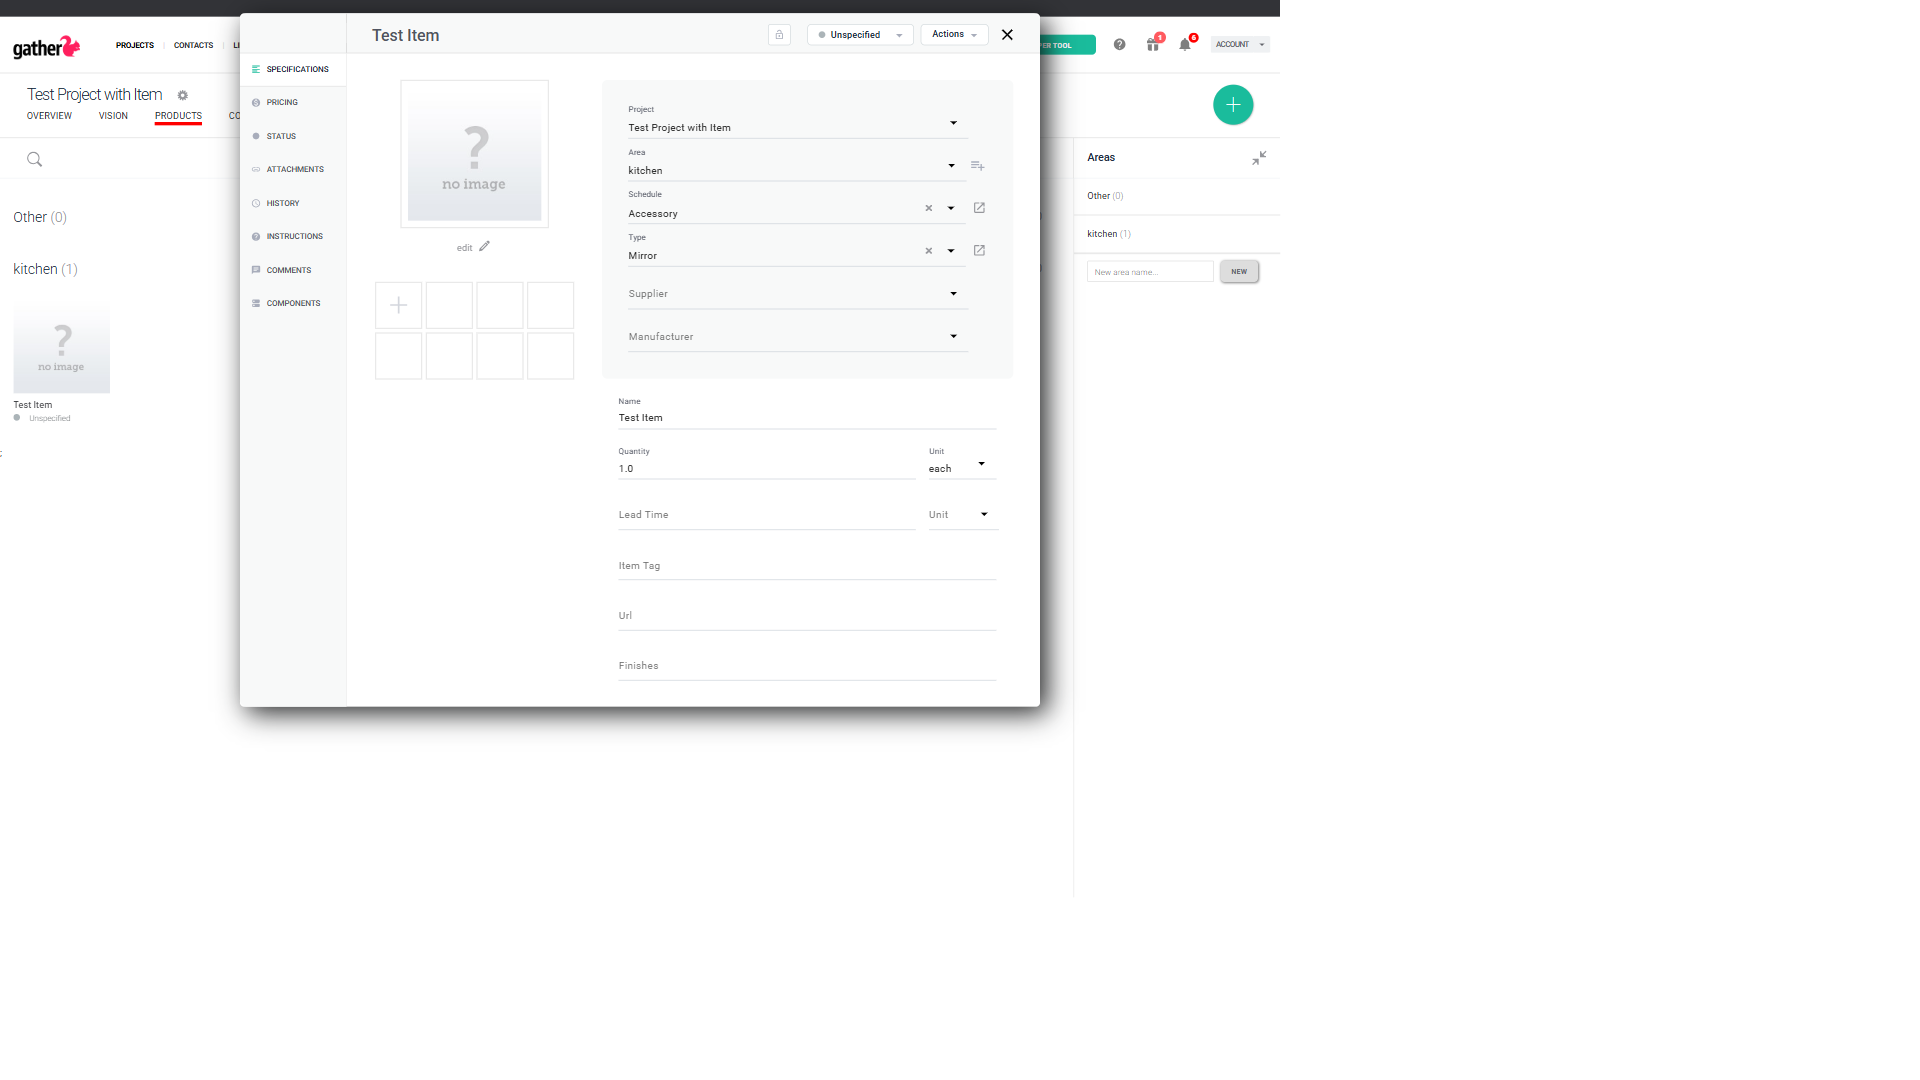 gather
PROJECTS
CONTACTS
Test Item
Unspecified
Actions
ER TOOL
1
6
ACCOUNT
Test Project with Item
OVERVIEW
VISION
PRODUCTS
CO
SPECIFICATIONS
PRICING
STATUS
ATTACHMENTS
HISTORY
INSTRUCTIONS
COMMENTS
COMPONENTS
?
no image
edit
Project
Test Project with Item
Area
kitchen
Schedule
Accessory
Type
Mirror
Supplier
Manufacturer
Name
Test Item
Quantity
1.0
Unit
each
Lead Time
Unit
Item Tag
Url
Finishes
Other (0)
kitchen (1)
?
no image
Test Item
Unspecified
Areas
Other (0)
kitchen (1)
New area name...
NEW